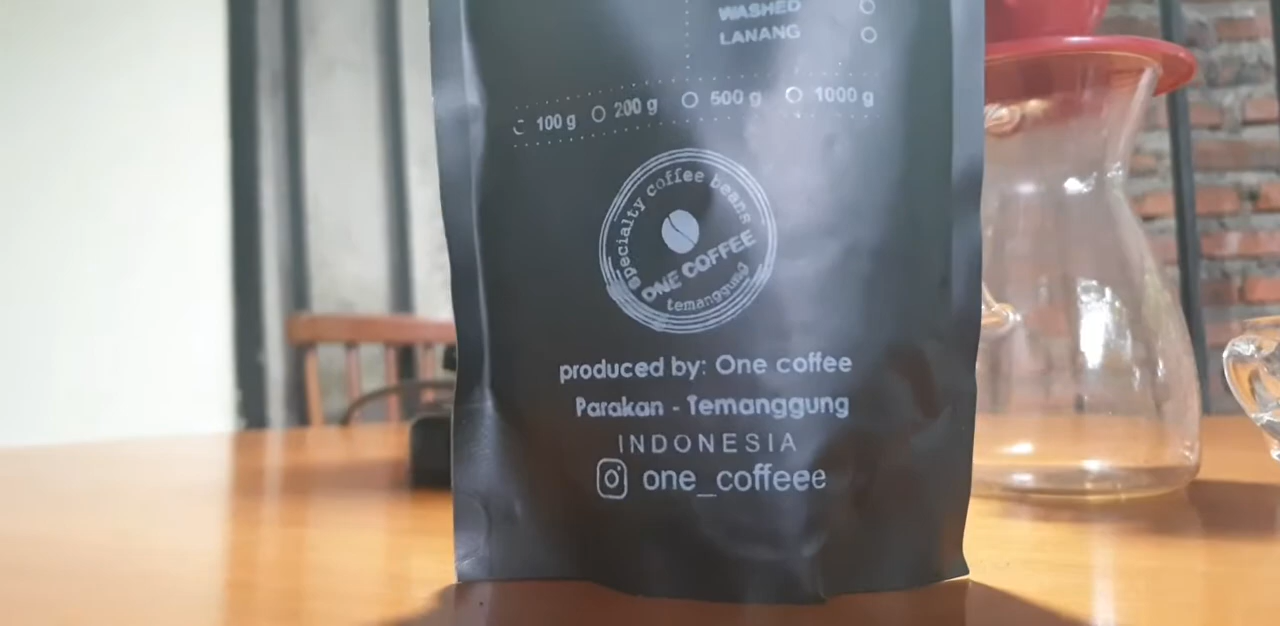 WASHED
LANANG
100 g 200 g 500 g 1000 g
specialty coffee beans
ONE COFFEE
temanggung
produced by: One coffee
Parakan - Temanggung
INDONESIA
one_coffeee